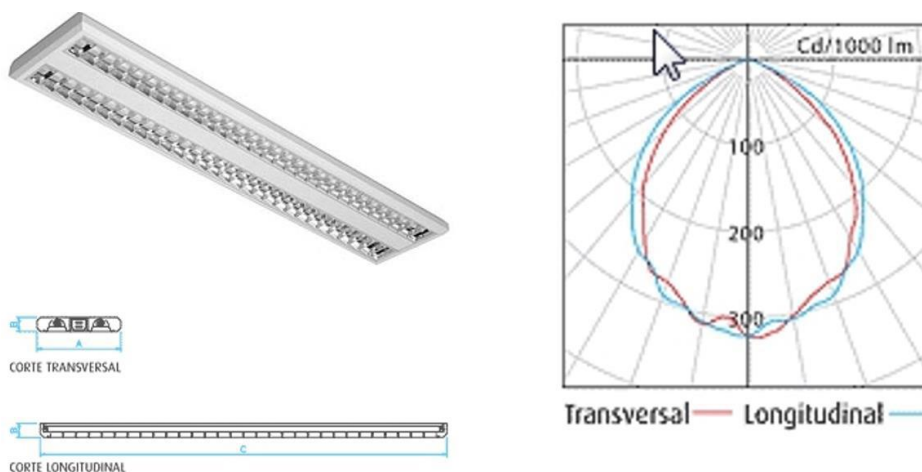 B
A
CORTE TRANSVERSAL
B
C
CORTE LONGITUDINAL
Cd/1000 lm
100
200
300
Transversal
Longitudinal